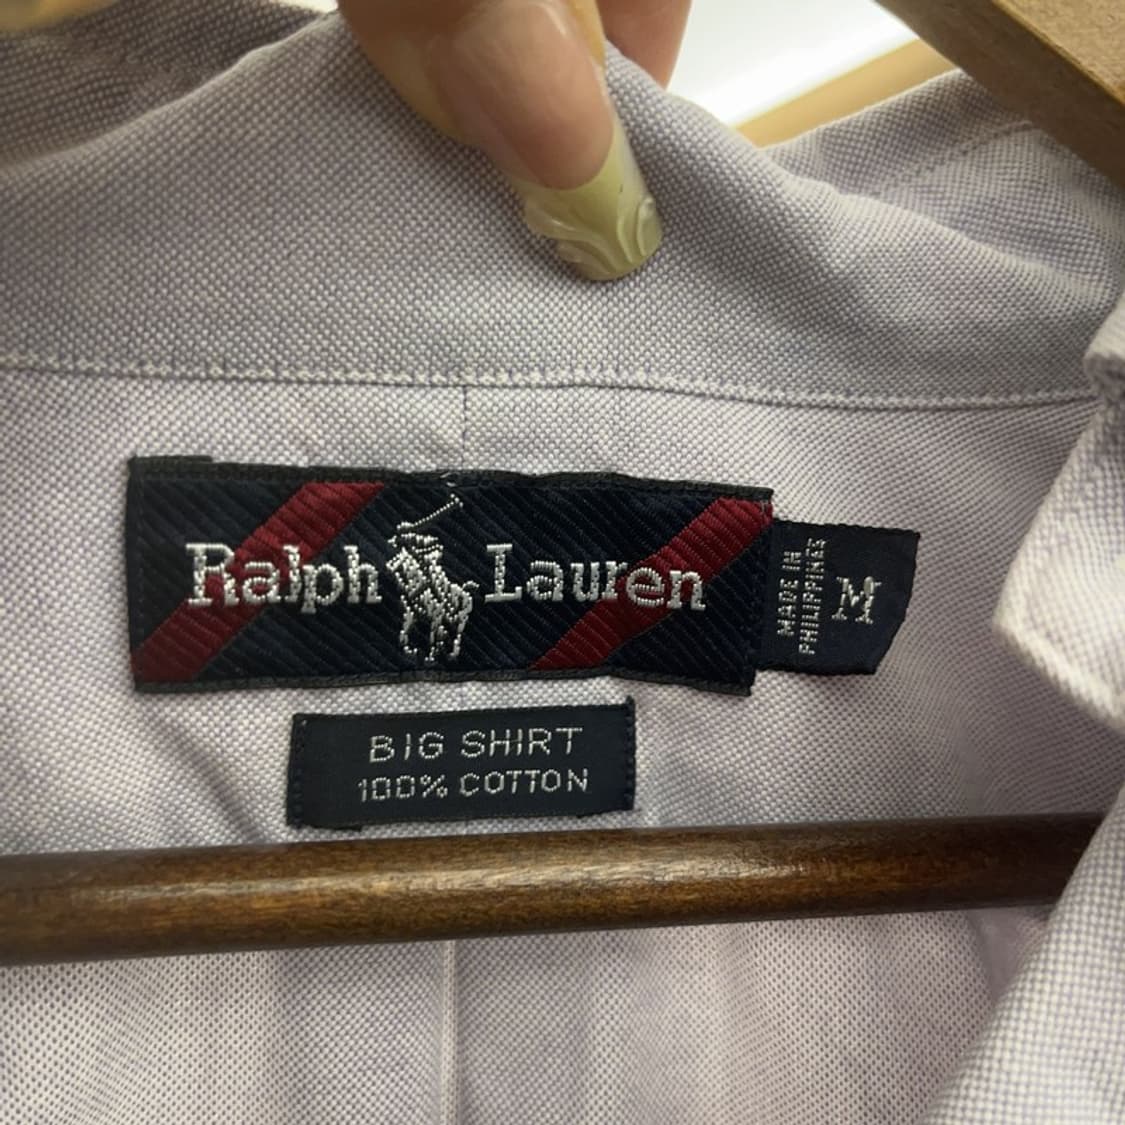 Ralph Lauren
MADE IN
PHILIPPINES
M
BIG SHIRT
100% COTTON